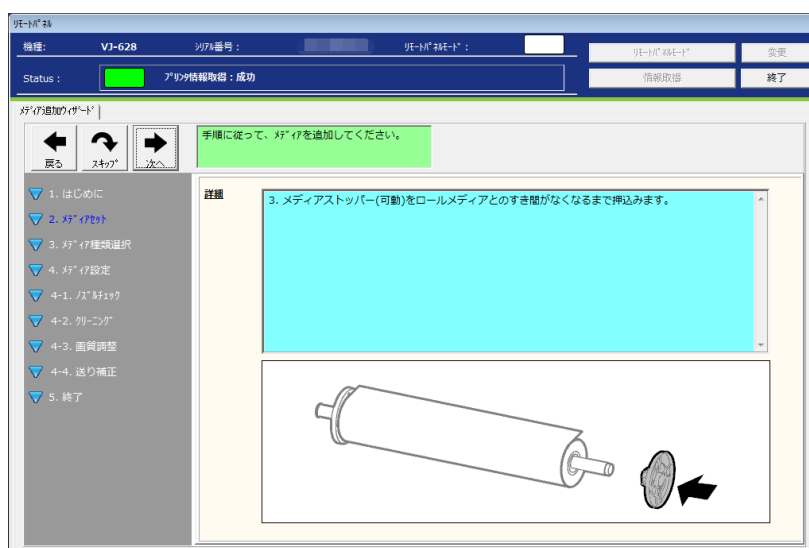 ﾘﾓｰﾄﾊﾟﾈﾙ
機種: VJ-628 ｼﾘｱﾙ番号： ﾘﾓｰﾄﾊﾟﾈﾙﾓｰﾄﾞ：
ﾘﾓｰﾄﾊﾟﾈﾙﾓｰﾄﾞ 変更
Status : ﾌﾟﾘﾝﾀ情報取得：成功
情報取得 終了
ﾒﾃﾞｨｱ追加ｳｨｻﾞｰﾄﾞ
戻る ｽｷｯﾌﾟ 次へ
手順に従って、ﾒﾃﾞｨｱを追加してください。
1. はじめに
2. ﾒﾃﾞｨｱｾｯﾄ
3. ﾒﾃﾞｨｱ種類選択
4. ﾒﾃﾞｨｱ設定
4-1. ﾉｽﾞﾙﾁｪｯｸ
4-2. ｸﾘｰﾆﾝｸﾞ
4-3. 画質調整
4-4. 送り補正
5. 終了
詳細
3. メディアストッパー(可動)をロールメディアとのすき間がなくなるまで押込みます。